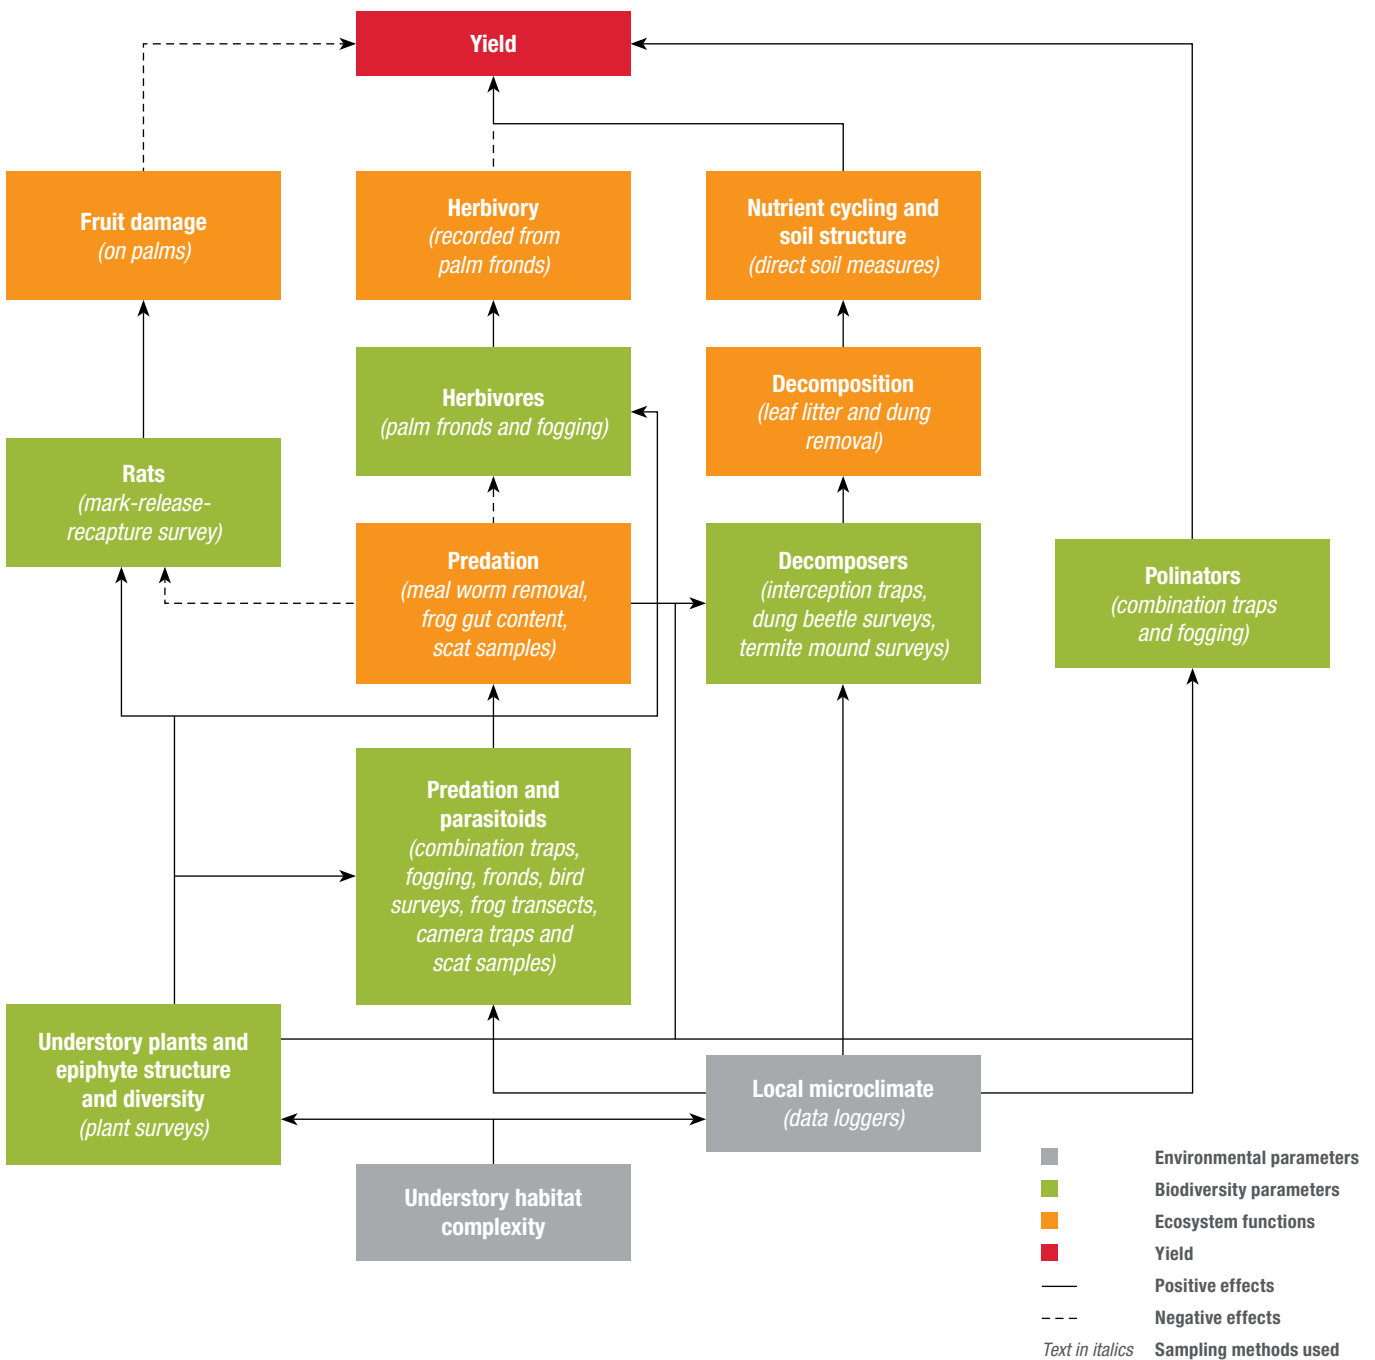 Yield
Fruit damage
(on palms)
Herbivory
(recorded from
palm fronds)
Nutrient cycling and
soil structure
(direct soil measures)
Herbivores
(palm fronds and fogging)
Decomposition
(leaf litter and dung
removal)
Rats
(mark-release-
recapture survey)
Predation
(meal worm removal,
frog gut content,
scat samples)
Decomposers
(interception traps,
dung beetle surveys,
termite mound surveys)
Polinators
(combination traps
and fogging)
Predation and
parasitoids
(combination traps,
fogging, fronds, bird
surveys, frog transects,
camera traps and
scat samples)
Understory plants and
epiphyte structure
and diversity
(plant surveys)
Local microclimate
(data loggers)
Understory habitat
complexity
Environmental parameters
Biodiversity parameters
Ecosystem functions
Yield
Positive effects
Negative effects
Text in italics Sampling methods used